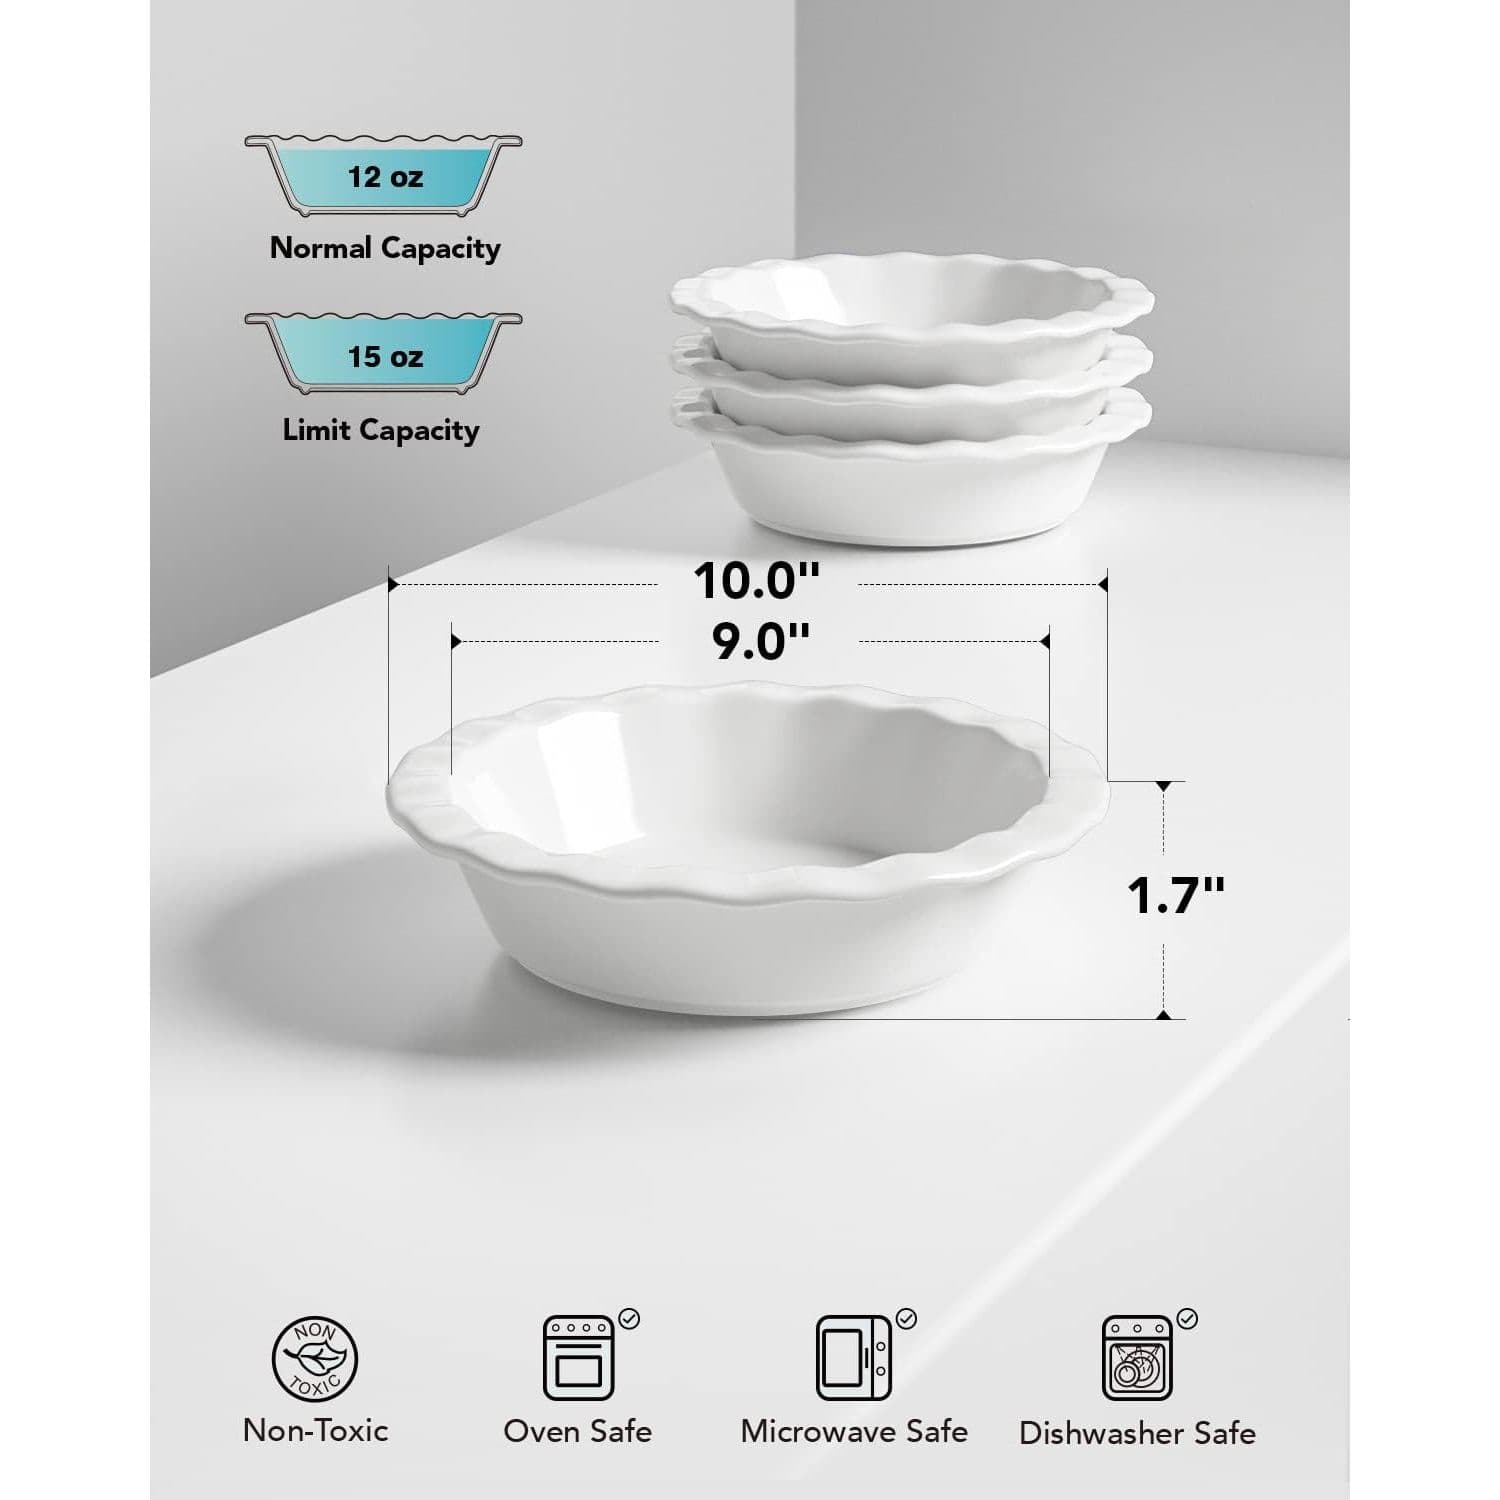 12 oz
Normal Capacity
15 oz
Limit Capacity
10.0"
9.0"
1.7"
NON
TOXIC
Non-Toxic
Oven Safe
Microwave Safe
Dishwasher Safe